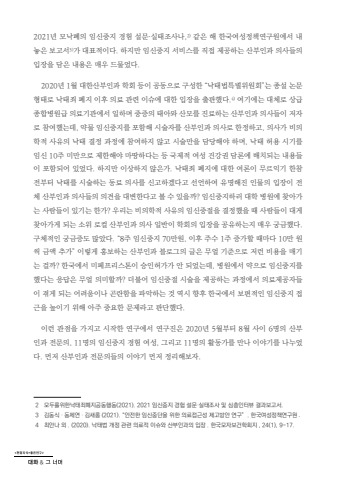 2021년 모낙폐의 임신중지 경험 설문·실태조사나,2) 같은 해 한국여성정책연구원에서 내
놓은 보고서3)가 대표적이다. 하지만 임신중지 서비스를 직접 제공하는 산부인과 의사들의
입장을 담은 내용은 매우 드물었다.
2020년 1월 대한산부인과 학회 등이 공동으로 구성한 “낙태법특별위원회”는 총설 논문
형태로 낙태죄 폐지 이후 의료 관련 이슈에 대한 입장을 출판했다.4) 여기에는 대체로 상급
종합병원급 의료기관에서 일하며 중증의 태아와 산모를 진료하는 산부인과 의사들이 저자
로 참여했는데, 약물 임신중지를 포함해 시술자를 산부인과 의사로 한정하고, 의사가 비의
학적 사유의 낙태 결정 과정에 참여하지 않고 시술만을 담당해야 하며, 낙태 허용 시기를
임신 10주 미만으로 제한해야 마땅하다는 등 국제적 여성 건강권 담론에 배치되는 내용들
이 포함되어 있었다. 하지만 이상하지 않은가. 낙태죄 폐지에 대한 여론이 무르익기 한참
전부터 낙태를 시술하는 동료 의사를 신고하겠다고 선언하여 유명해진 인물의 입장이 전
체 산부인과 의사들의 의견을 대변한다고 볼 수 있을까? 임신중지하러 대학 병원에 찾아가
는 사람들이 있기는 한가? 우리는 비의학적 사유의 임신중절을 결정했을 때 사람들이 대개
찾아가게 되는 소위 로컬 산부인과 의사 일반이 학회의 입장을 공유하는지 매우 궁금했다.
구체적인 궁금증도 많았다. “8주 임신중지 70만원, 이후 주수 1주 증가할 때마다 10만 원
씩 금액 추가” 이렇게 홍보하는 산부인과 블로그의 글은 무얼 기준으로 저런 비용을 매기
는 걸까? 한국에서 미페프리스톤이 승인허가가 안 되었는데, 병원에서 약으로 임신중지를
했다는 응답은 무얼 의미할까? 더불어 임신중절 시술을 제공하는 과정에서 의료제공자들
이 겪게 되는 어려움이나 곤란함을 파악하는 것 역시 향후 한국에서 보편적인 임신중지 접
근을 높이기 위해 아주 중요한 문제라고 판단했다.
이런 관점을 가지고 시작한 연구에서 연구진은 2020년 5월부터 8월 사이 6명의 산부
인과 전문의, 11명의 임신중지 경험 여성, 그리고 11명의 활동가를 만나 이야기를 나누었
다. 먼저 산부인과 전문의들의 이야기 먼저 정리해보자.
2 모두를위한낙태죄폐지공동행동(2021). 2021 임신중지 경험 설문·실태조사 및 심층인터뷰 결과보고서.
3 김동식 · 동제연 · 김새롬 (2021). “안전한 임신중단을 위한 의료접근성 제고방안 연구”. 한국여성정책연구원.
4 최안나 외. (2020). 낙태법 개정 관련 의료적 이슈와 산부인과의 입장. 한국모자보건학회지, 24(1), 9-17.
대화 & 그 너머